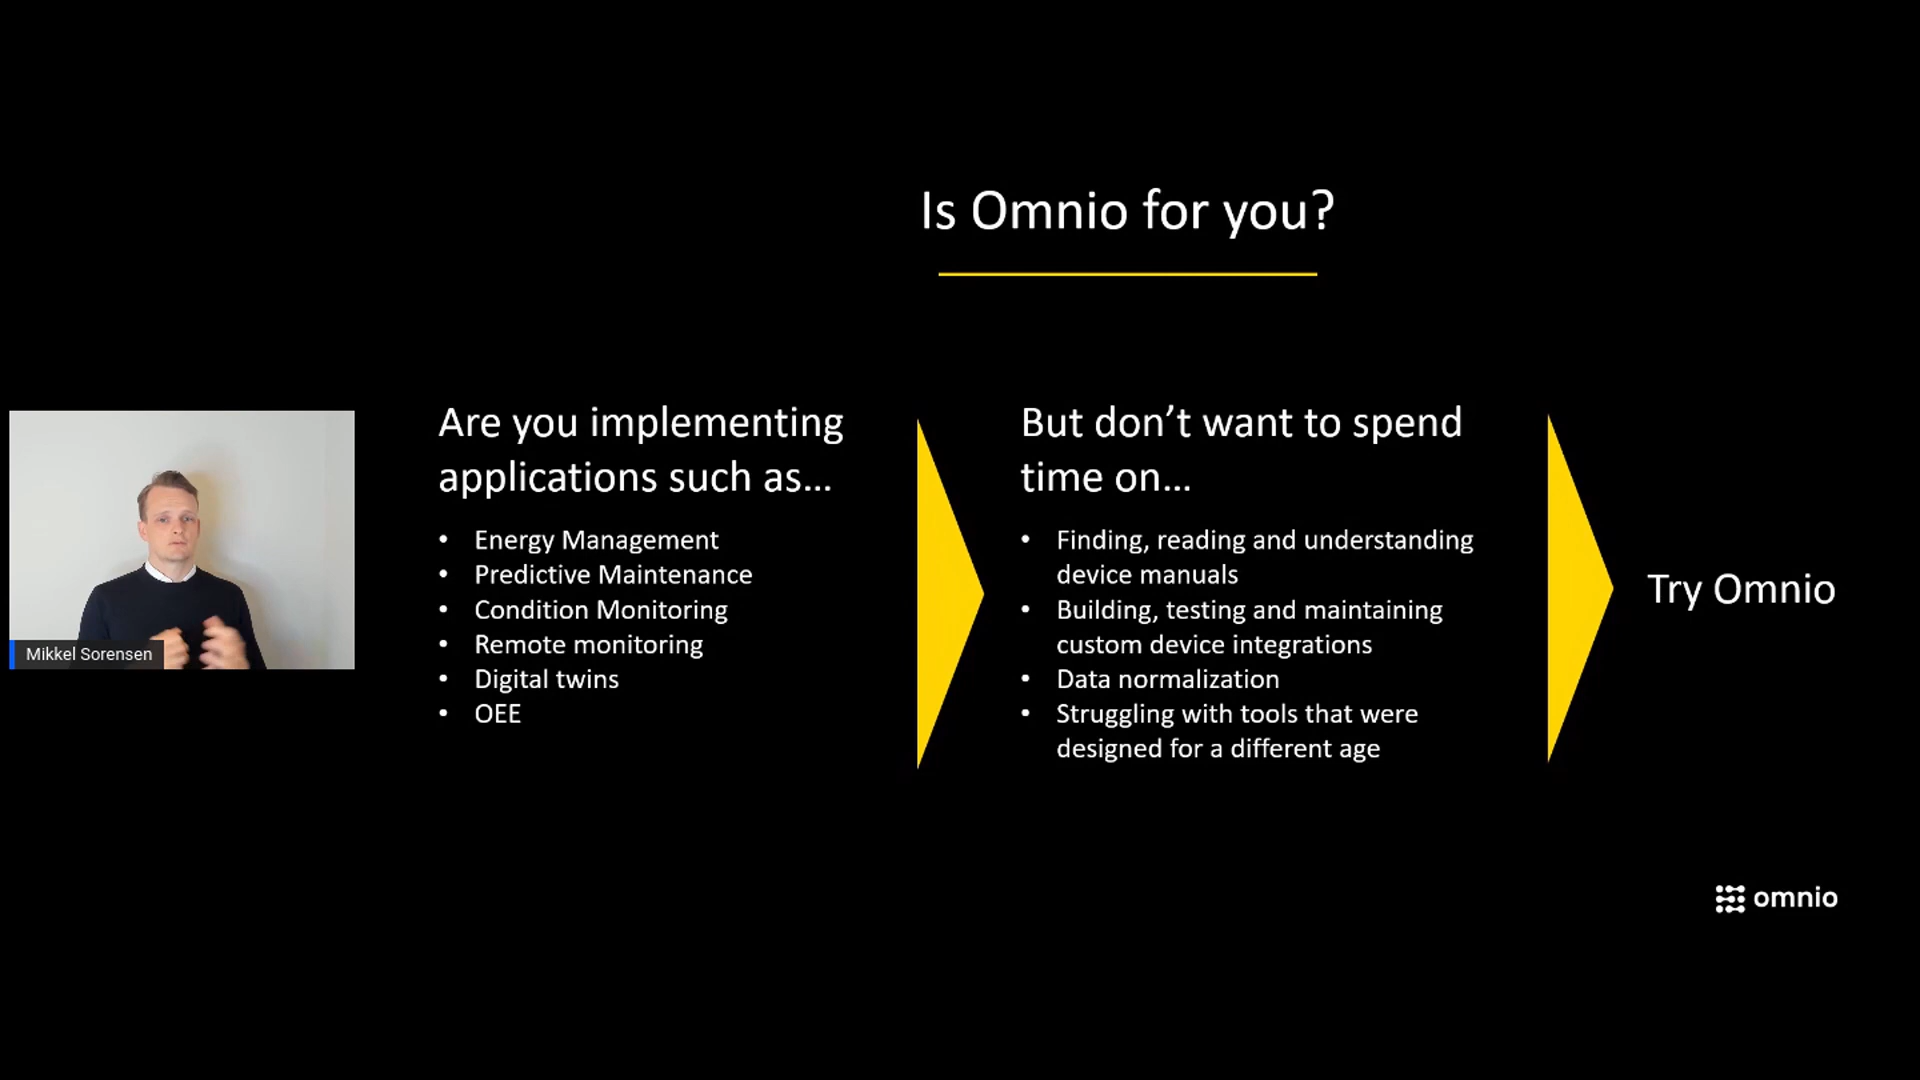 Is Omnio for you?
Mikkel Sorensen
Are you implementing
applications such as...
• Energy Management
• Predictive Maintenance
• Condition Monitoring
• Remote monitoring
• Digital twins
• OEE
But don’t want to spend
time on...
• Finding, reading and understanding
device manuals
• Building, testing and maintaining
custom device integrations
• Data normalization
• Struggling with tools that were
designed for a different age
Try Omnio
omnio